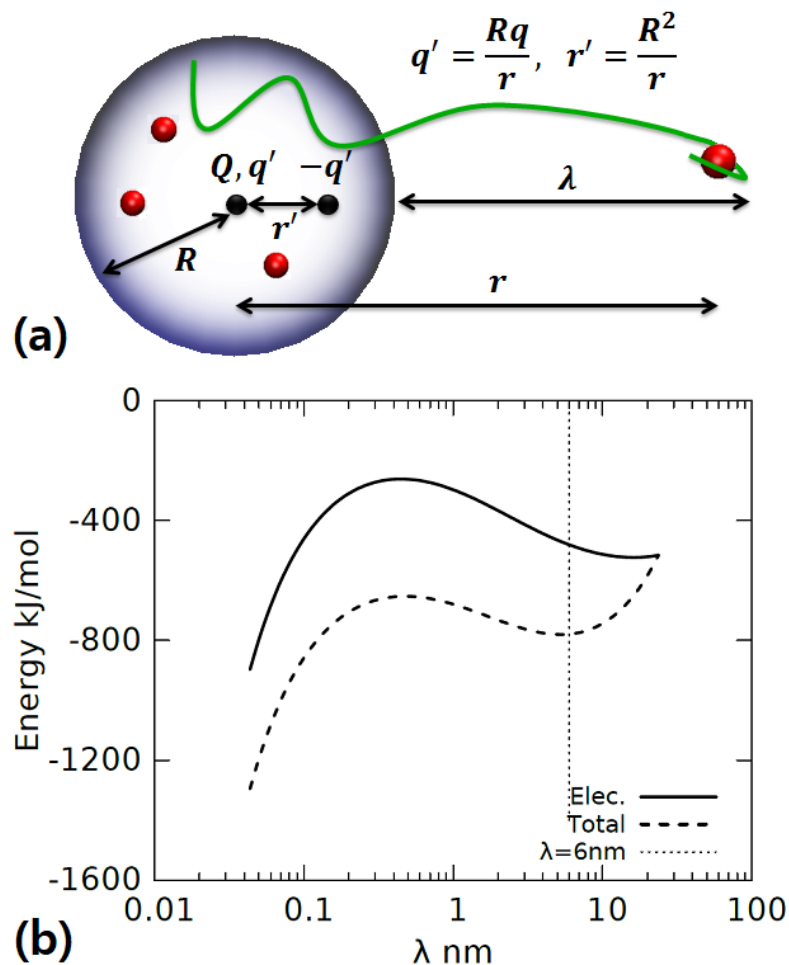 q′ = Rq/r, r′ = R²/r
Q, q′ −q′
λ
r′
R
r
(a)
0
-400
-800
-1200
-1600
Energy kJ/mol
Elec.
Total
λ=6nm
0.01 0.1 1 10 100
λ nm
(b)